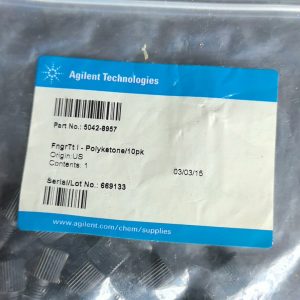 Agilent Technologies
Part No.: 5042-8957
FngrTt I - Polyketone/10pk
Origin:US
Contents: 1
03/03/15
Serial/Lot No.: 669133
www.agilent.com/chem/supplies